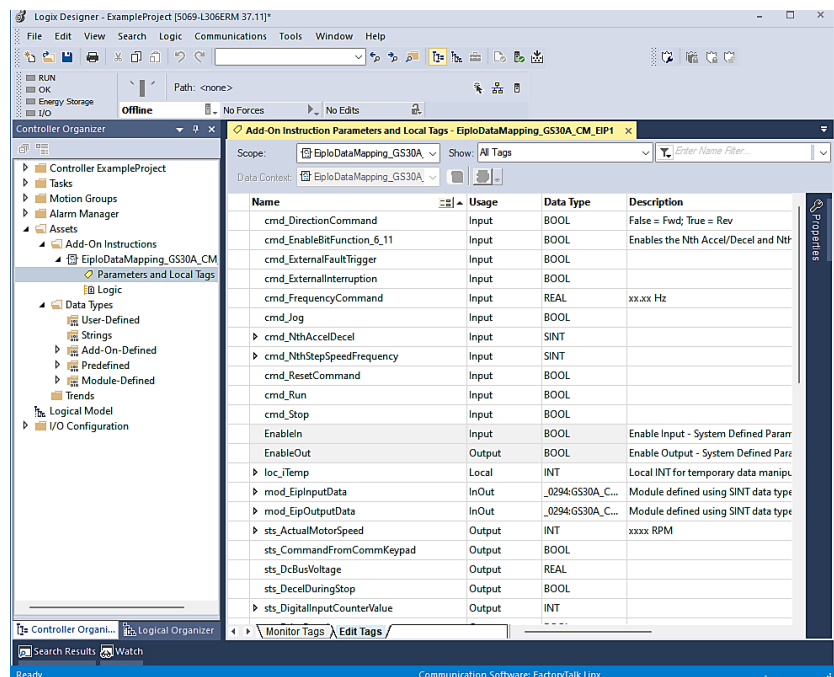 Logix Designer - ExampleProject [5069-L306ERM 37.11]*
File Edit View Search Logic Communications Tools Window Help
RUN
OK
Energy Storage
I/O
Path: <none>
Offline
No Forces
No Edits
Controller Organizer
Controller ExampleProject
Tasks
Motion Groups
Alarm Manager
Assets
Add-On Instructions
EiploDataMapping_GS30A_CM_
Parameters and Local Tags
Logic
Data Types
User-Defined
Strings
Add-On-Defined
Predefined
Module-Defined
Trends
Logical Model
I/O Configuration
Controller Organi... Logical Organizer
Add-On Instruction Parameters and Local Tags - EiploDataMapping_GS30A_CM_EIP1
Scope: EiploDataMapping_GS30A_ Show: All Tags Enter Name Filter...
Data Context: EiploDataMapping_GS30A_
Name Usage Data Type Description
cmd_DirectionCommand Input BOOL False = Fwd; True = Rev
cmd_EnableBitFunction_6_11 Input BOOL Enables the Nth Accel/Decel and Nth
cmd_ExternalFaultTrigger Input BOOL
cmd_ExternalInterruption Input BOOL
cmd_FrequencyCommand Input REAL xx.xx Hz
cmd_Jog Input BOOL
cmd_NthAccelDecel Input SINT
cmd_NthStepSpeedFrequency Input SINT
cmd_ResetCommand Input BOOL
cmd_Run Input BOOL
cmd_Stop Input BOOL
EnableIn Input BOOL Enable Input - System Defined Param
EnableOut Output BOOL Enable Output - System Defined Para
loc_iTemp Local INT Local INT for temporary data manipu
mod_EipInputData InOut _0294:GS30A_C... Module defined using SINT data type
mod_EipOutputData InOut _0294:GS30A_C... Module defined using SINT data type
sts_ActualMotorSpeed Output INT xxxx RPM
sts_CommandFromCommKeypad Output BOOL
sts_DcBusVoltage Output REAL
sts_DecelDuringStop Output BOOL
sts_DigitalInputCounterValue Output INT
Monitor Tags Edit Tags
Properties
Search Results Watch
Ready Communication Software: FactoryTalk Linx